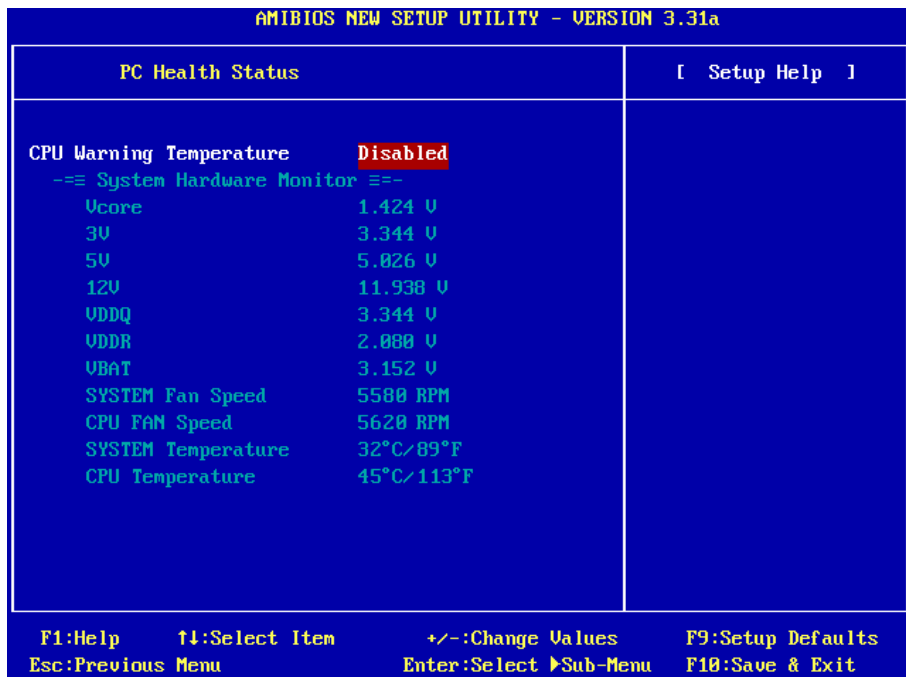 AMIBIOS NEW SETUP UTILITY - VERSION 3.31a
PC Health Status
[ Setup Help ]
CPU Warning Temperature Disabled
-=≡ System Hardware Monitor ≡=-
Vcore 1.424 V
3V 3.344 V
5V 5.026 V
12V 11.938 V
VDDQ 3.344 V
VDDR 2.080 V
VBAT 3.152 V
SYSTEM Fan Speed 5580 RPM
CPU FAN Speed 5620 RPM
SYSTEM Temperature 32°C/89°F
CPU Temperature 45°C/113°F
F1:Help ↑↓:Select Item +/-:Change Values F9:Setup Defaults
Esc:Previous Menu Enter:Select ▶Sub-Menu F10:Save & Exit